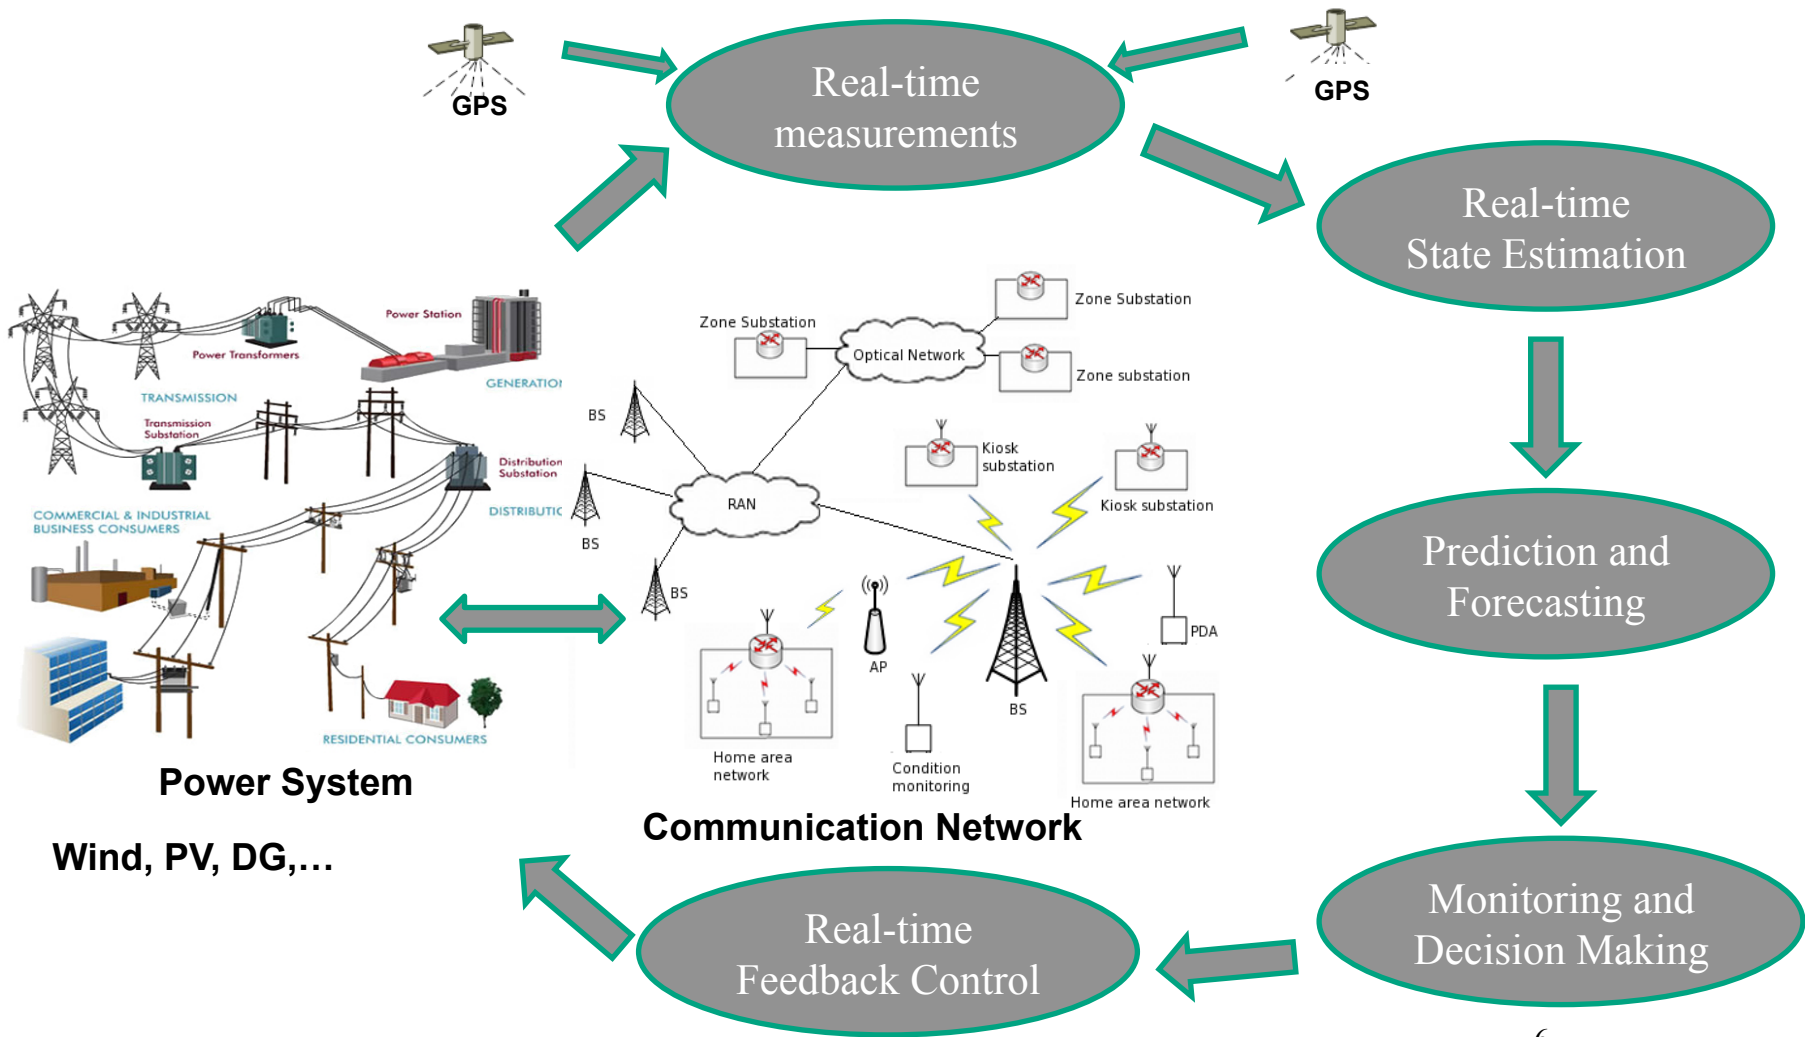 GPS
Real-time
measurements
GPS
Real-time
State Estimation
Power Station
Power Transformers
GENERATION
TRANSMISSION
Transmission
Substation
Distribution
Substation
DISTRIBUTIC
COMMERCIAL & INDUSTRIAL
BUSINESS CONSUMERS
RESIDENTIAL CONSUMERS
Power System
Wind, PV, DG,...
Zone Substation
Zone Substation
Optical Network
Zone substation
BS
Kiosk
substation
Kiosk substation
RAN
BS
BS
AP
PDA
BS
Home area
network
Condition
monitoring
Home area network
Communication Network
Prediction and
Forecasting
Monitoring and
Decision Making
Real-time
Feedback Control